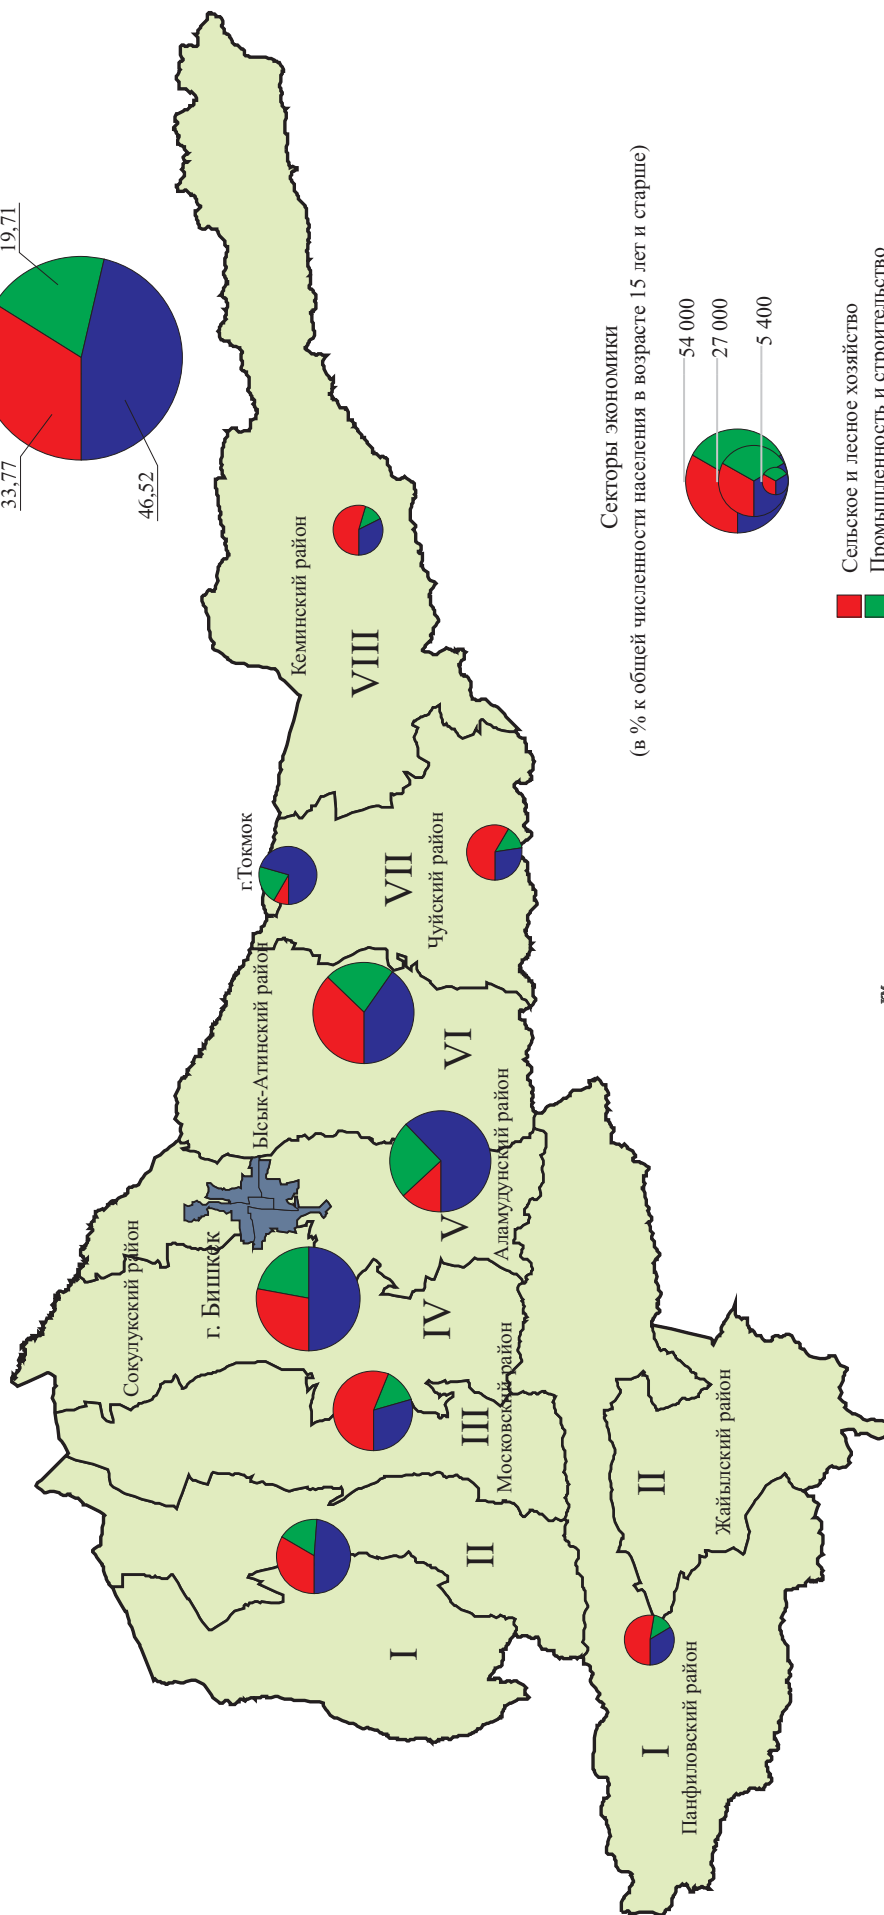 33,77
19,71
46,52
Кеминский район
VIII
г.Токмок
VII
Чуйский район
Ысык-Атинский район
VI
Аламудунский район
V
г. Бишкек
Сокулукский район
IV
III
Московский район
II
I
II
Жайылский район
I
Панфиловский район
Секторы экономики
(в % к общей численности населения в возрасте 15 лет и старше)
54 000
27 000
5 400
Сельское и лесное хозяйство
Промышленность и строительство